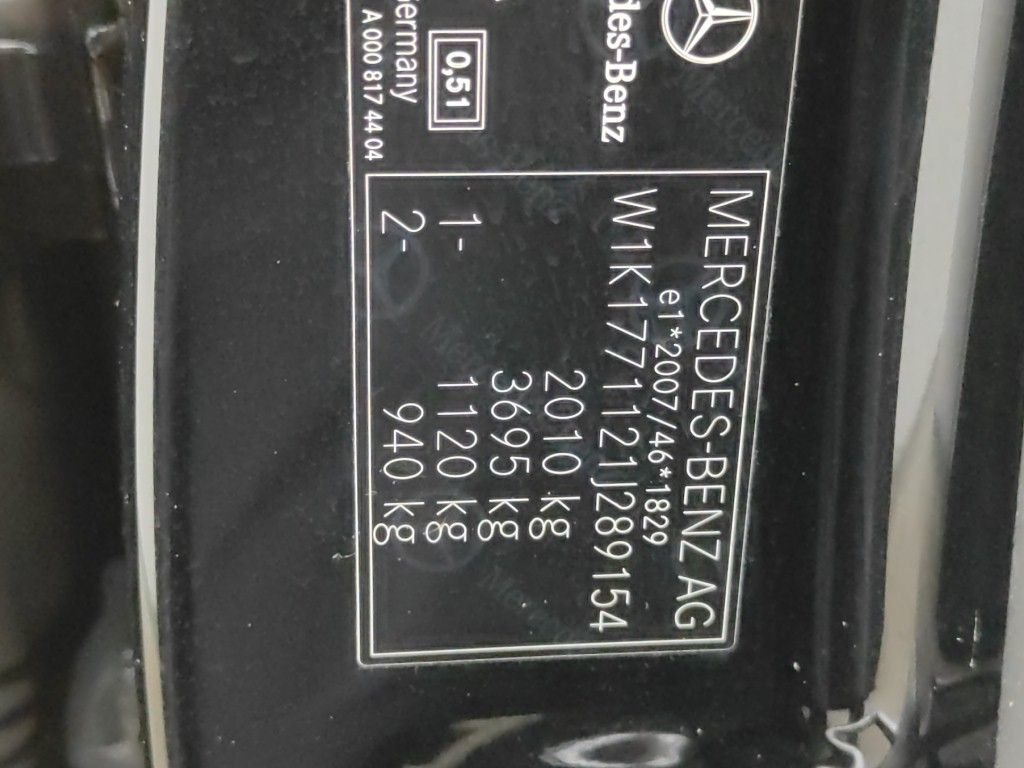 des-Benz
Germany
0,51
A 000 817 44 04
MERCEDES-BENZ AG
e1*2007/46*1829
W1K1771121J289154
2010 kg
3695 kg
1- 1120 kg
2- 940 kg